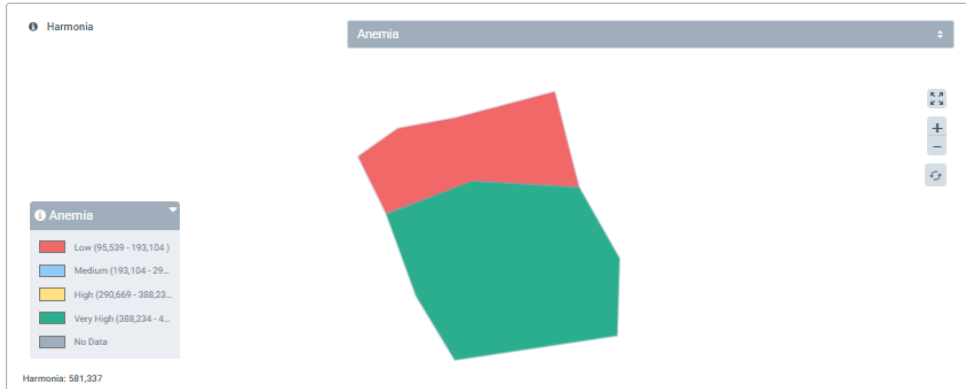 Harmonia
Anemia
Anemia
Low (95,539 - 193,104 )
Medium (193,104 - 29...
High (290,669 - 388,23...
Very High (388,234 - 4...
No Data
Harmonia: 581,337